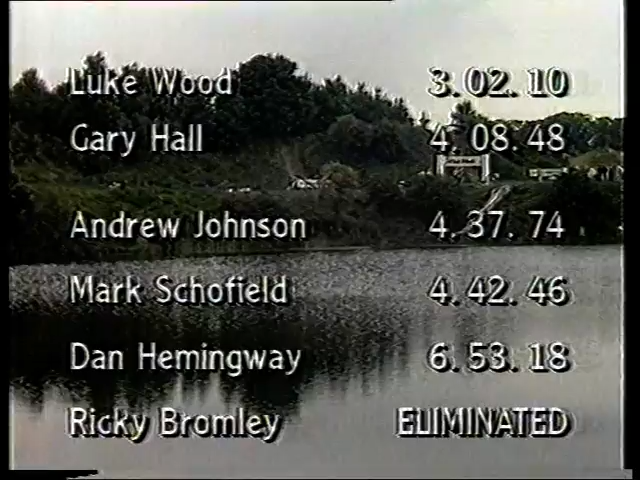 Luke Wood 3.02.10
Gary Hall 4.08.48
Andrew Johnson 4.37.74
Mark Schofield 4.42.46
Dan Hemingway 6.53.18
Ricky Bromley ELIMINATED